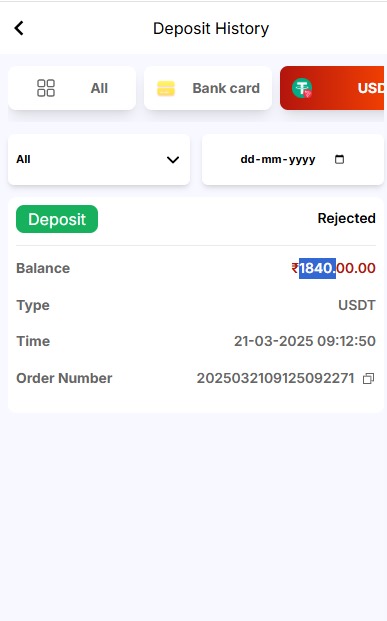 Deposit History
All
Bank card
USD
All
dd-mm-yyyy
Deposit
Rejected
Balance
₹1840.00.00
Type
USDT
Time
21-03-2025 09:12:50
Order Number
2025032109125092271